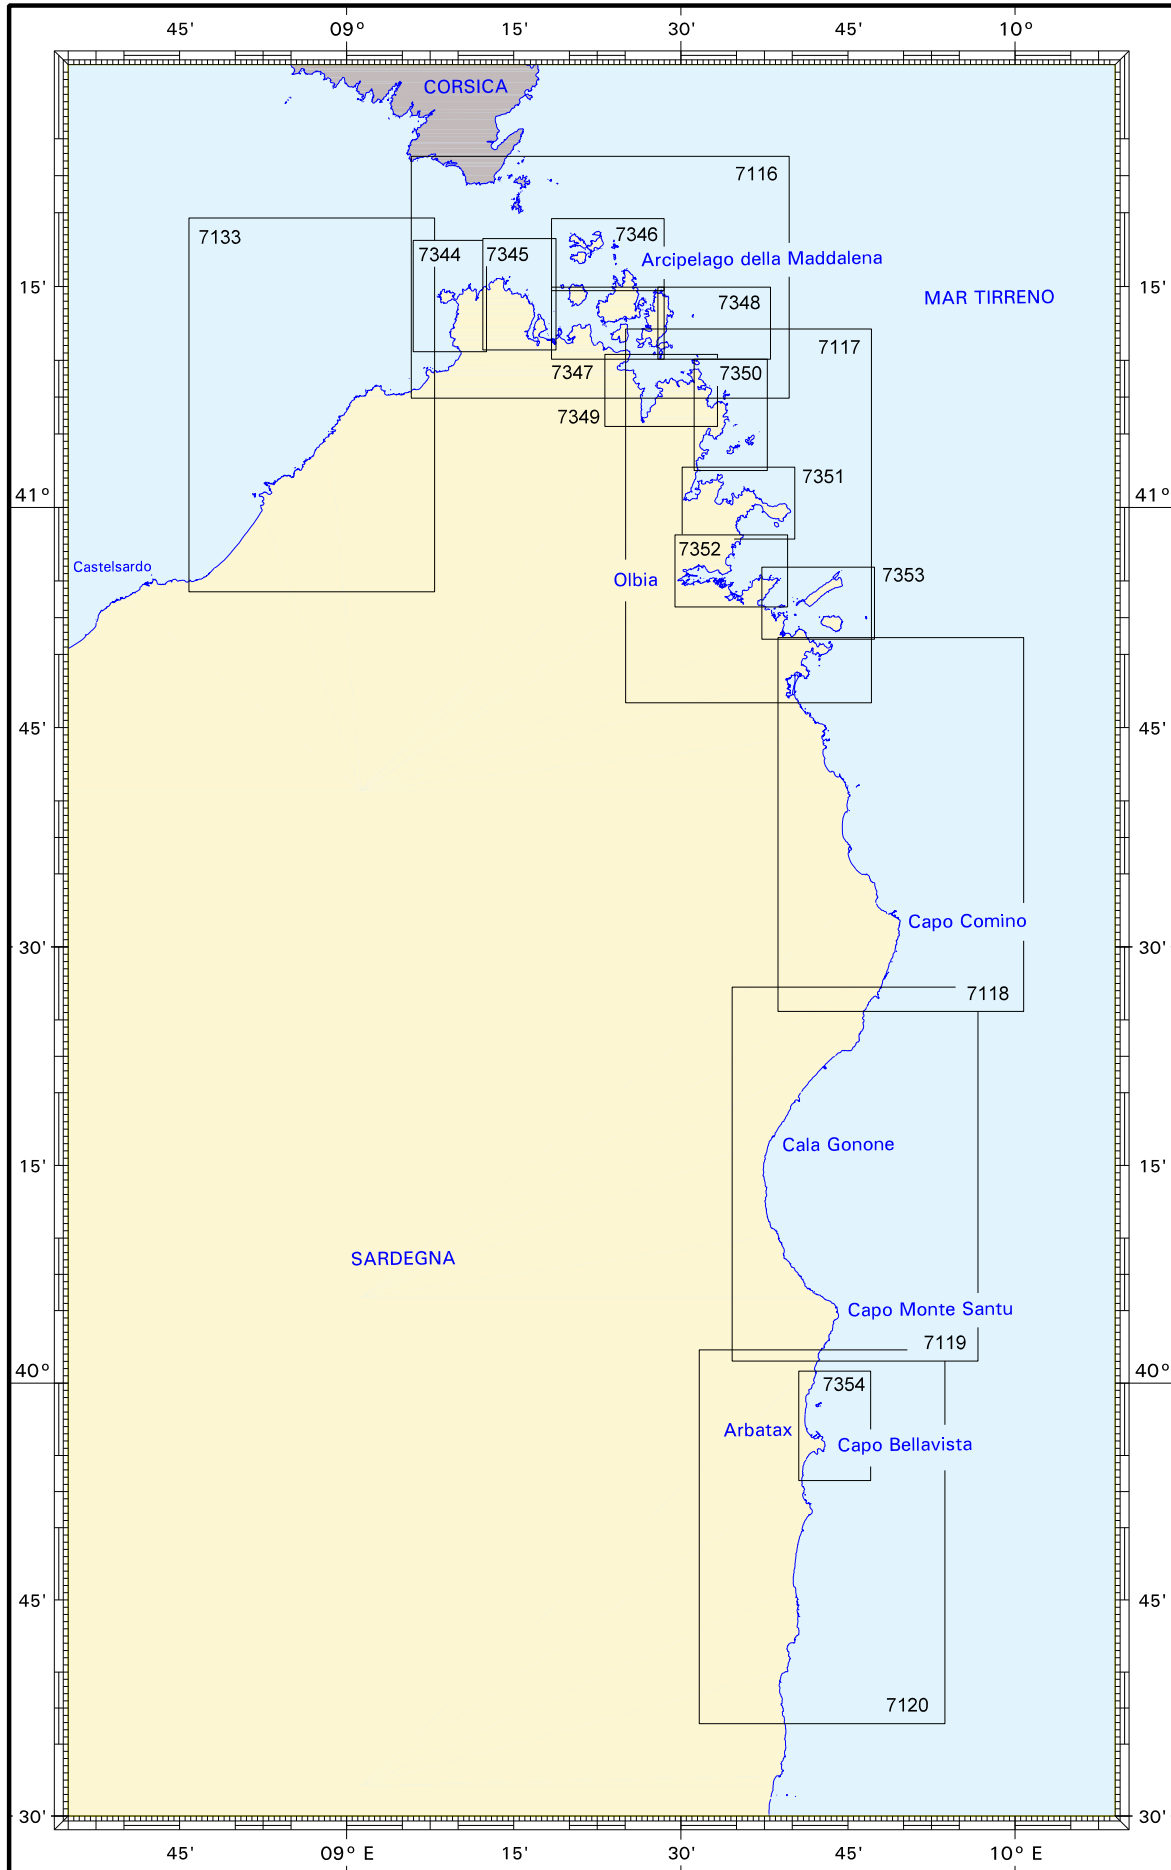 45' 09° 15' 30' 45' 10°
CORSICA
7116
7133
7346
7344 7345
Arcipelago della Maddalena
15' 15'
MAR TIRRENO
7348
7117
7347 7350
7349
7351
41° 41°
7352
Castelsardo
Olbia
7353
45' 45'
Capo Comino
30' 30'
7118
Cala Gonone
15' 15'
SARDEGNA
Capo Monte Santu
7119
40° 40°
7354
Arbatax
Capo Bellavista
45' 45'
7120
30' 30'
45' 09° E 15' 30' 45' 10° E